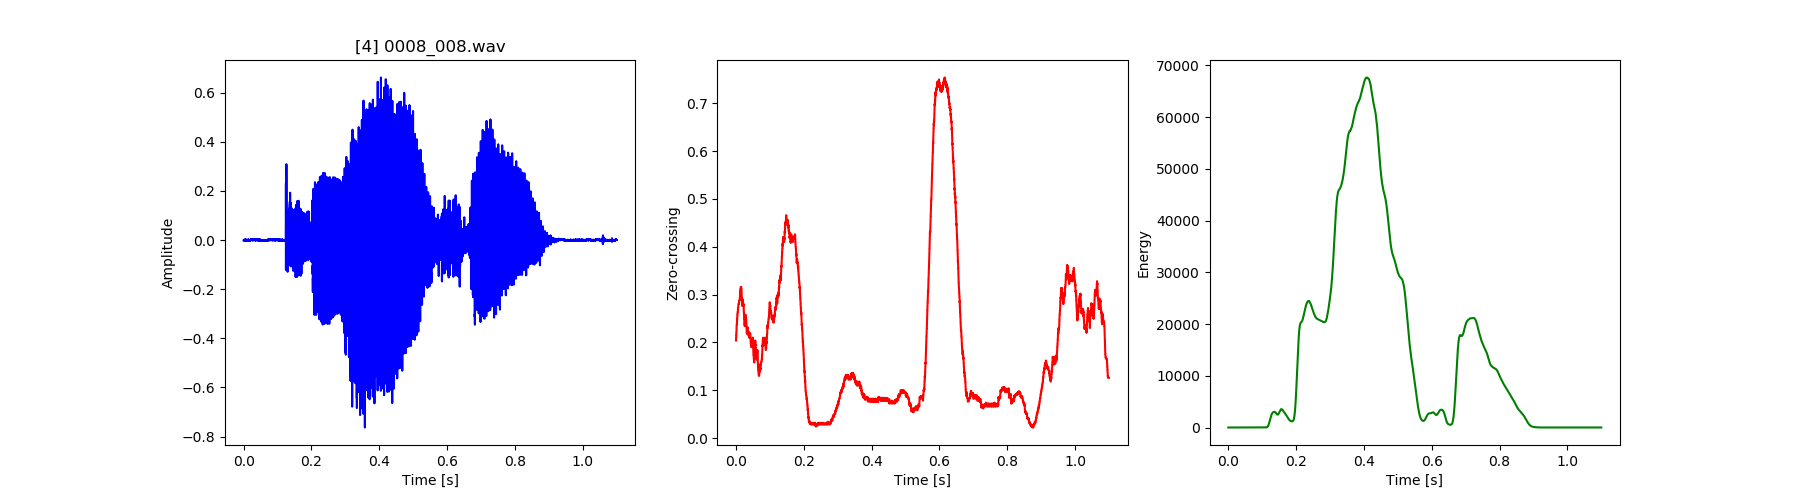 [4] 0008_008.wav
Amplitude
0.6
0.4
0.2
0.0
−0.2
−0.4
−0.6
−0.8
0.0 0.2 0.4 0.6 0.8 1.0
Time [s]
Zero-crossing
0.7
0.6
0.5
0.4
0.3
0.2
0.1
0.0
0.0 0.2 0.4 0.6 0.8 1.0
Time [s]
Energy
70000
60000
50000
40000
30000
20000
10000
0
0.0 0.2 0.4 0.6 0.8 1.0
Time [s]